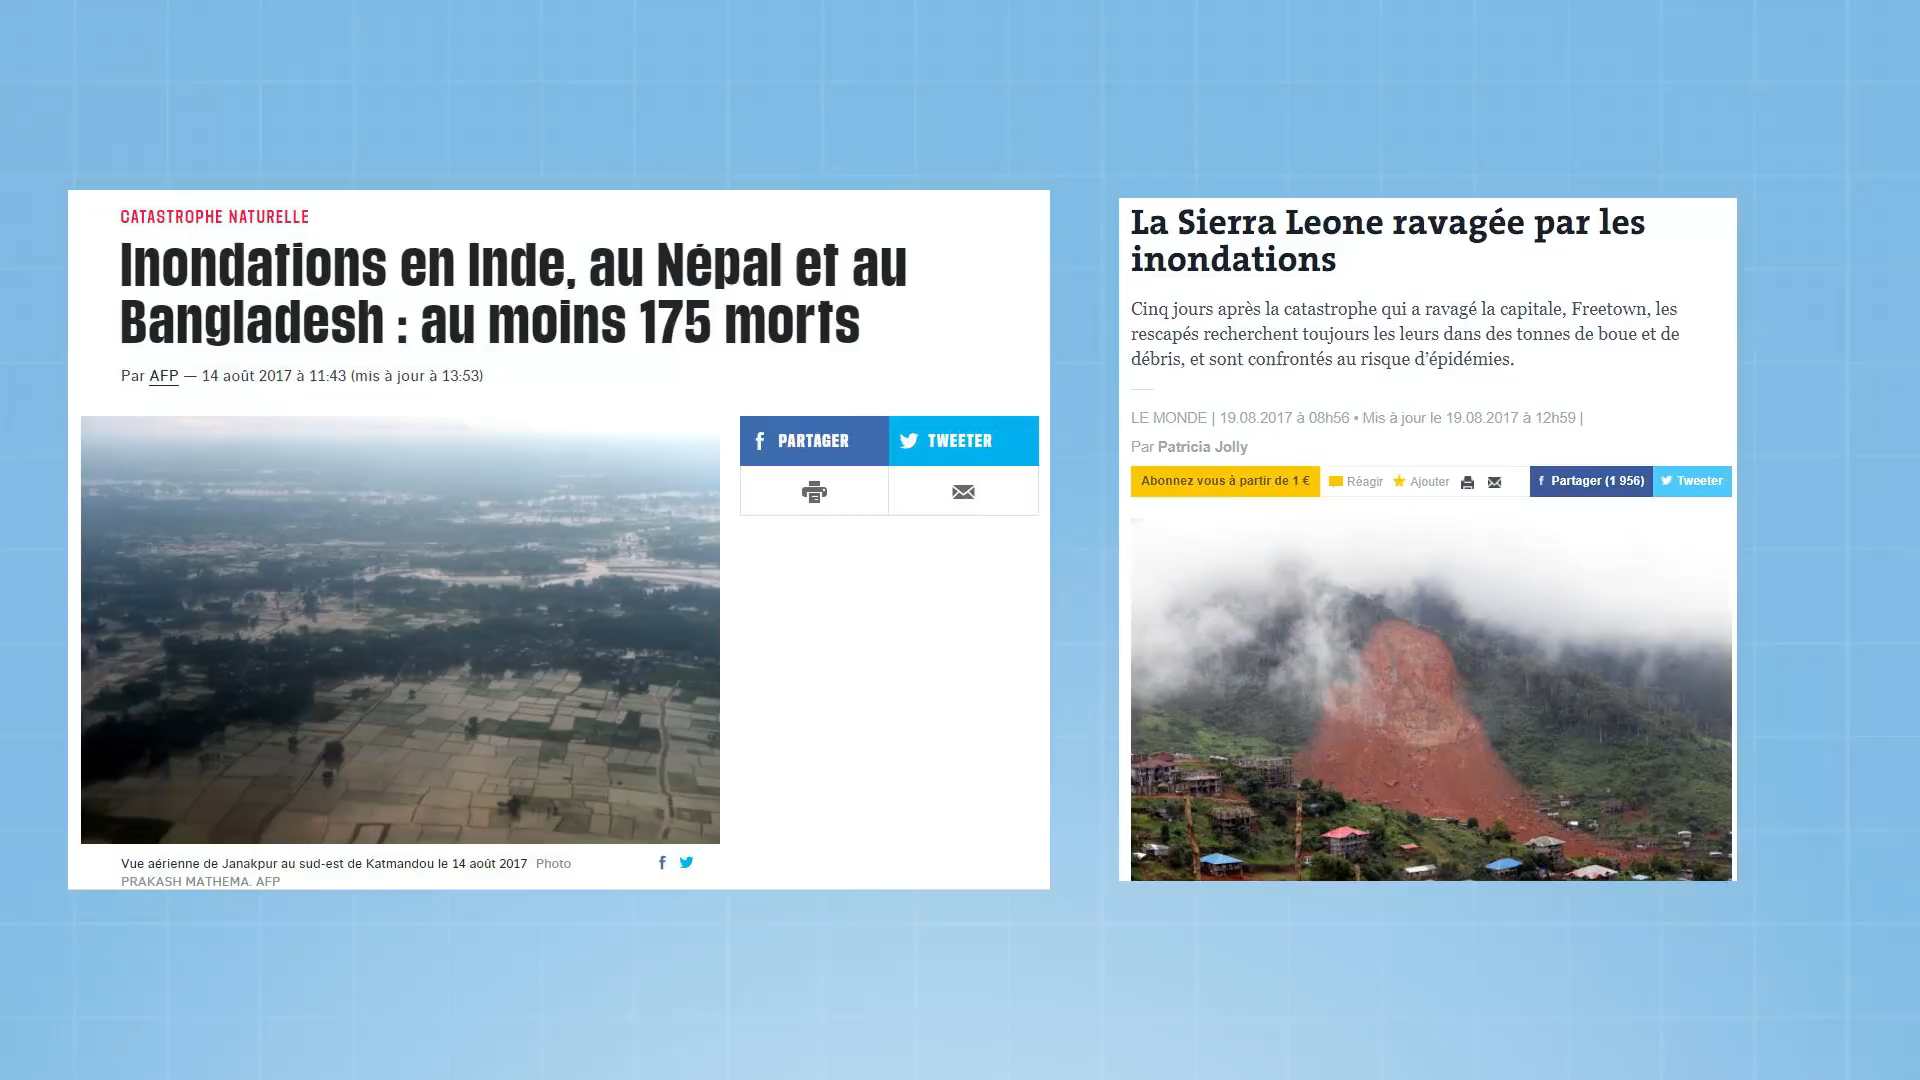 CATASTROPHE NATURELLE
Inondations en Inde, au Népal et au
Bangladesh : au moins 175 morts
Par AFP — 14 août 2017 à 11:43 (mis à jour à 13:53)
PARTAGER
TWEETER
Vue aérienne de Janakpur au sud-est de Katmandou le 14 août 2017 Photo
PRAKASH MATHEMA. AFP
La Sierra Leone ravagée par les
inondations
Cinq jours après la catastrophe qui a ravagé la capitale, Freetown, les
rescapés recherchent toujours les leurs dans des tonnes de boue et de
débris, et sont confrontés au risque d’épidémies.
LE MONDE | 19.08.2017 à 08h56 • Mis à jour le 19.08.2017 à 12h59 |
Par Patricia Jolly
Abonnez vous à partir de 1 €
Réagir
Ajouter
Partager (1 956)
Tweeter